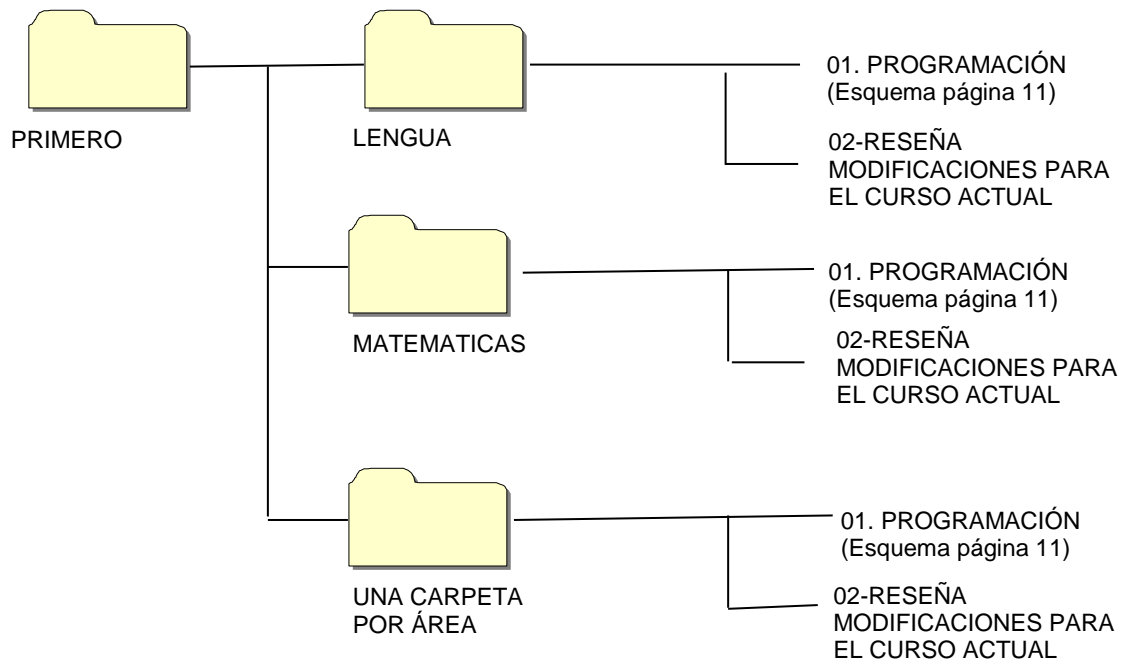 PRIMERO
LENGUA
01. PROGRAMACIÓN
(Esquema página 11)
02-RESEÑA
MODIFICACIONES PARA
EL CURSO ACTUAL
MATEMATICAS
01. PROGRAMACIÓN
(Esquema página 11)
02-RESEÑA
MODIFICACIONES PARA
EL CURSO ACTUAL
UNA CARPETA
POR ÁREA
01. PROGRAMACIÓN
(Esquema página 11)
02-RESEÑA
MODIFICACIONES PARA
EL CURSO ACTUAL